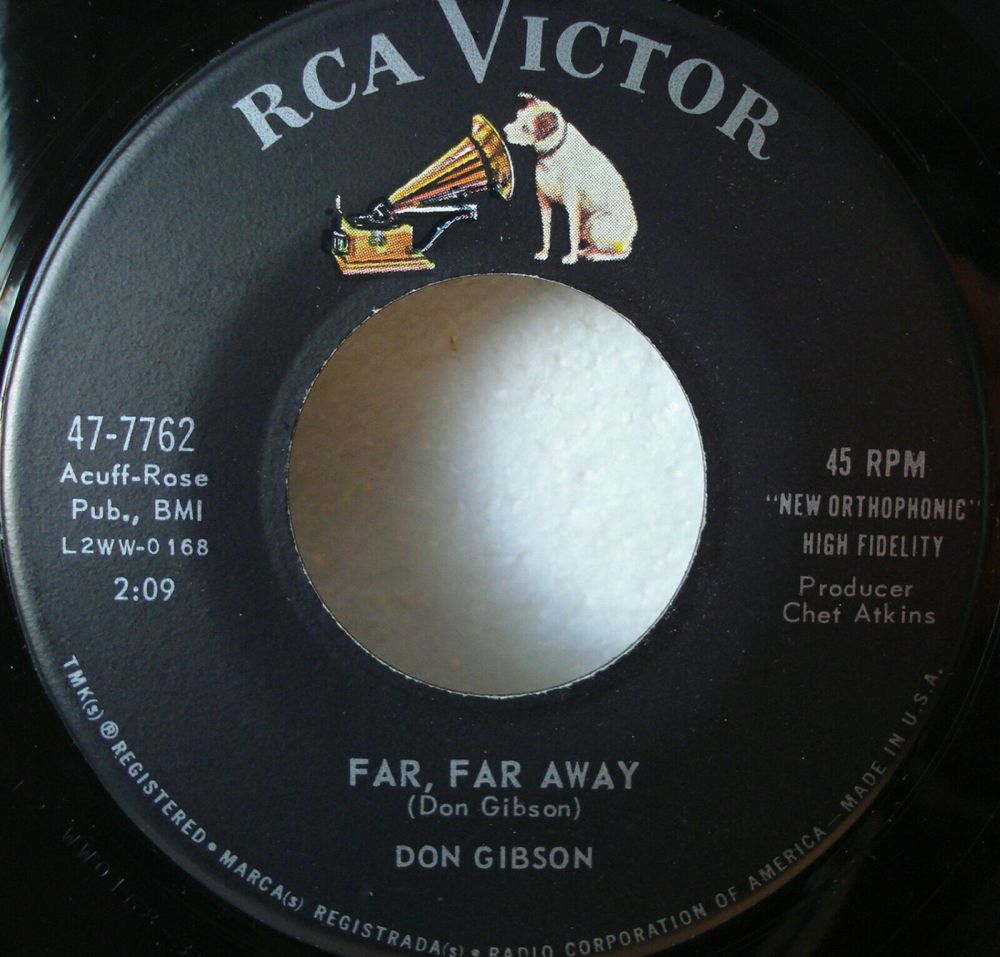 RCA VICTOR
47-7762
Acuff-Rose
Pub., BMI
L2WW-0168
2:09
45 RPM
"NEW ORTHOPHONIC"
HIGH FIDELITY
Producer
Chet Atkins
FAR, FAR AWAY
(Don Gibson)
DON GIBSON
TMK(s) ® REGISTERED • MARCA(s) REGISTRADA(s) • RADIO CORPORATION OF AMERICA — MADE IN U.S.A.